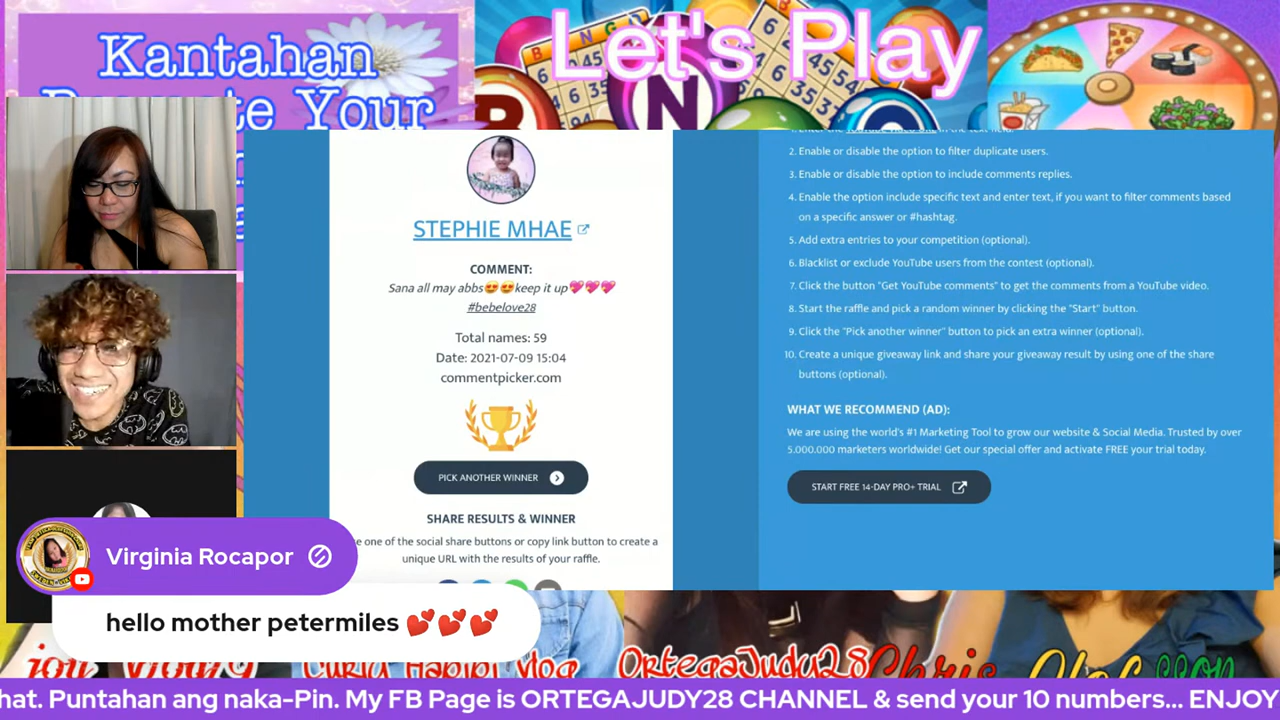 Kantahan
Let's Play
STEPHIE MHAE
COMMENT:
Sana all may abbs😍😍keep it up💖💖💖
#bebelove28
Total names: 59
Date: 2021-07-09 15:04
commentpicker.com
PICK ANOTHER WINNER
SHARE RESULTS & WINNER
one of the social share buttons or copy link button to create a
unique URL with the results of your raffle.
2. Enable or disable the option to filter duplicate users.
3. Enable or disable the option to include comments replies.
4. Enable the option include specific text and enter text, if you want to filter comments based
on a specific answer or #hashtag.
5. Add extra entries to your competition (optional).
6. Blacklist or exclude YouTube users from the contest (optional).
7. Click the button "Get YouTube comments" to get the comments from a YouTube video.
8. Start the raffle and pick a random winner by clicking the "Start" button.
9. Click the "Pick another winner" button to pick an extra winner (optional).
10. Create a unique giveaway link and share your giveaway result by using one of the share
buttons (optional).
WHAT WE RECOMMEND (AD):
We are using the world's #1 Marketing Tool to grow our website & Social Media. Trusted by over
5.000.000 marketers worldwide! Get our special offer and activate FREE your trial today.
START FREE 14-DAY PRO+ TRIAL
Virginia Rocapor
hello mother petermiles 💕💕💕
OrtegaJudy28
hat. Puntahan ang naka-Pin. My FB Page is ORTEGAJUDY28 CHANNEL & send your 10 numbers... ENJOY